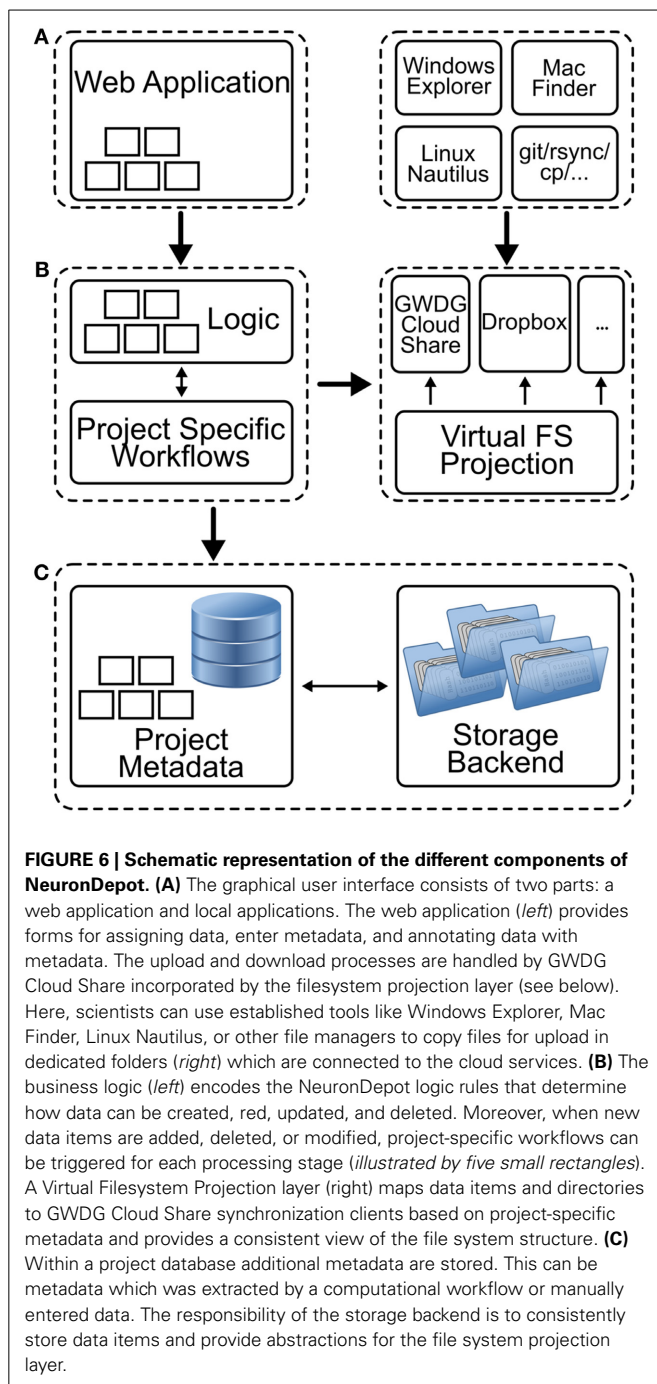 A
Web Application
Windows
Explorer
Mac
Finder
Linux
Nautilus
git/rsync/
cp/...
B
Logic
Project Specific
Workflows
GWDG
Cloud
Share
Dropbox
...
Virtual FS
Projection
C
Project
Metadata
Storage
Backend
FIGURE 6 | Schematic representation of the different components of
NeuronDepot. (A) The graphical user interface consists of two parts: a
web application and local applications. The web application (left) provides
forms for assigning data, enter metadata, and annotating data with
metadata. The upload and download processes are handled by GWDG
Cloud Share incorporated by the filesystem projection layer (see below).
Here, scientists can use established tools like Windows Explorer, Mac
Finder, Linux Nautilus, or other file managers to copy files for upload in
dedicated folders (right) which are connected to the cloud services. (B) The
business logic (left) encodes the NeuronDepot logic rules that determine
how data can be created, red, updated, and deleted. Moreover, when new
data items are added, deleted, or modified, project-specific workflows can
be triggered for each processing stage (illustrated by five small rectangles).
A Virtual Filesystem Projection layer (right) maps data items and directories
to GWDG Cloud Share synchronization clients based on project-specific
metadata and provides a consistent view of the file system structure. (C)
Within a project database additional metadata are stored. This can be
metadata which was extracted by a computational workflow or manually
entered data. The responsibility of the storage backend is to consistently
store data items and provide abstractions for the file system projection
layer.